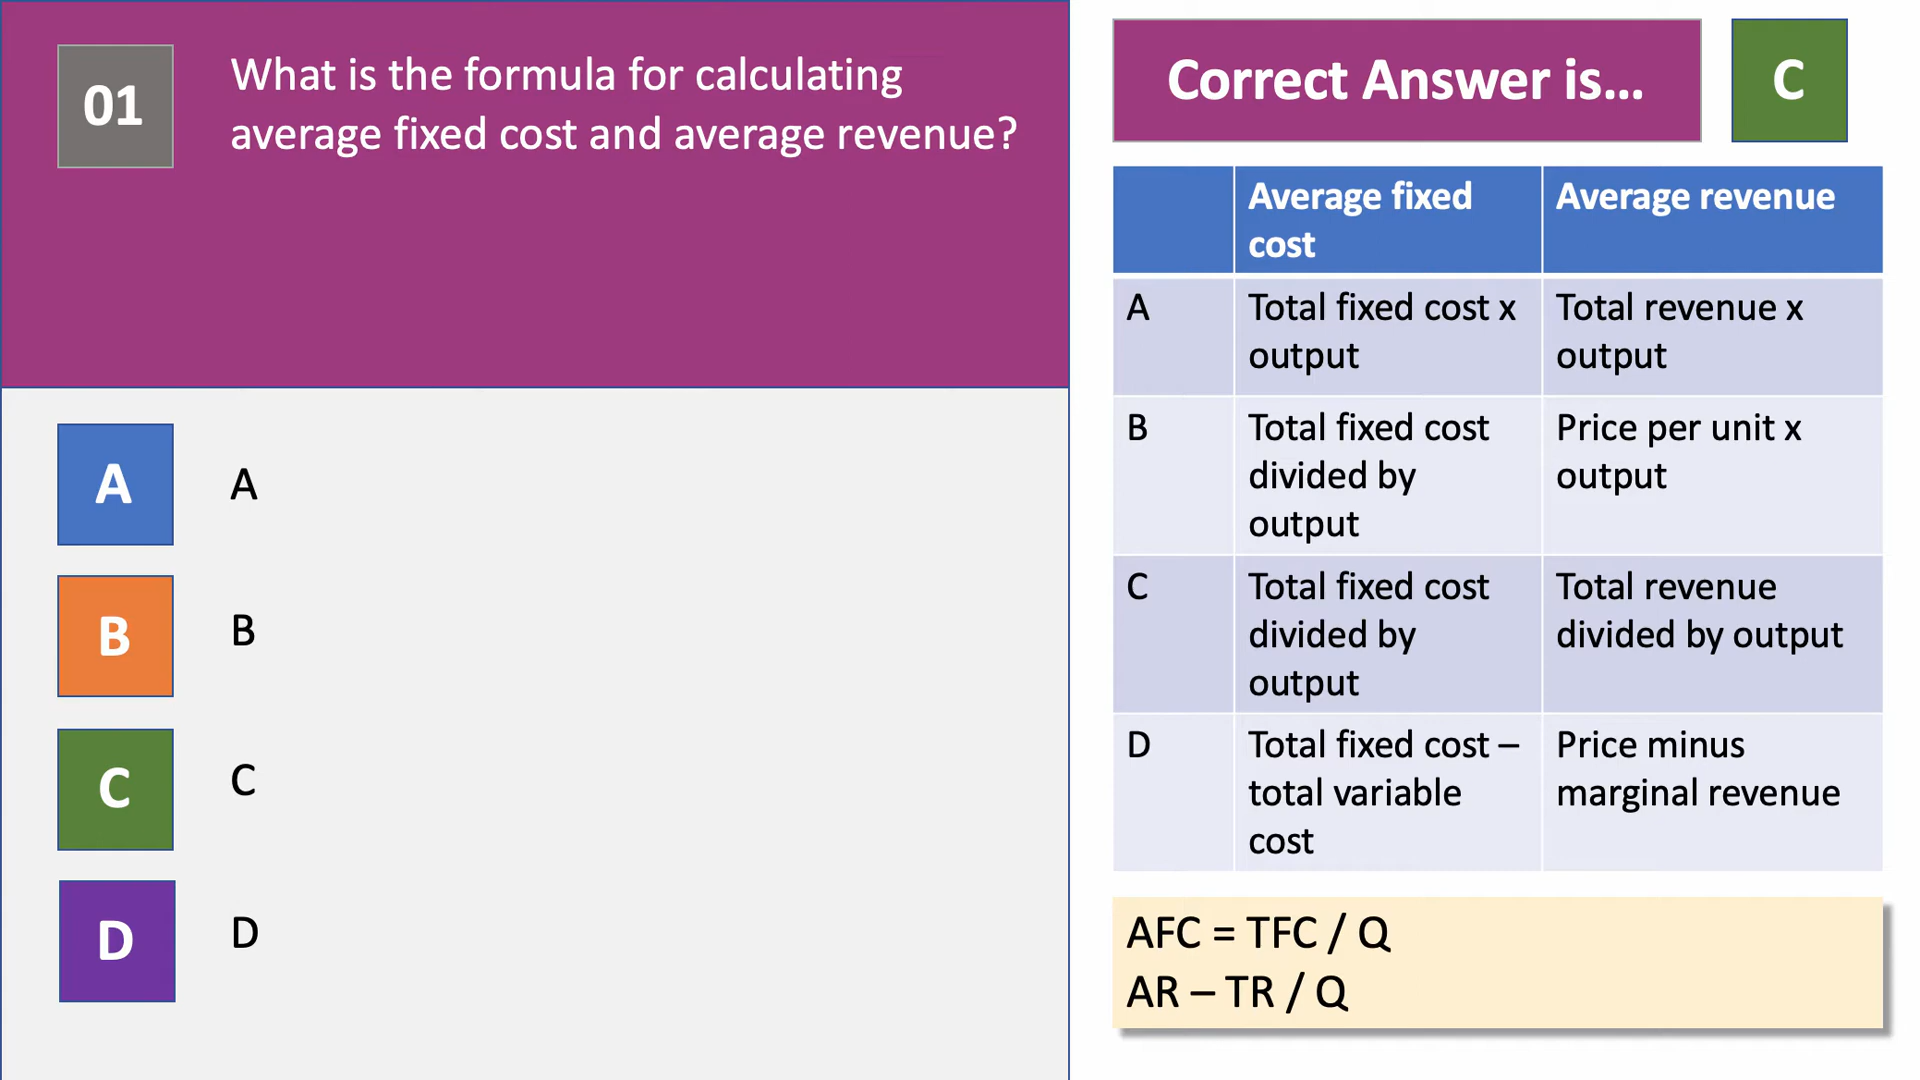 01
What is the formula for calculating
average fixed cost and average revenue?
A
A
B
B
C
C
D
D
Correct Answer is...
C
Average fixed
cost
Average revenue
A
Total fixed cost x
output
Total revenue x
output
B
Total fixed cost
divided by
output
Price per unit x
output
C
Total fixed cost
divided by
output
Total revenue
divided by output
D
Total fixed cost –
total variable
cost
Price minus
marginal revenue
AFC = TFC / Q
AR – TR / Q